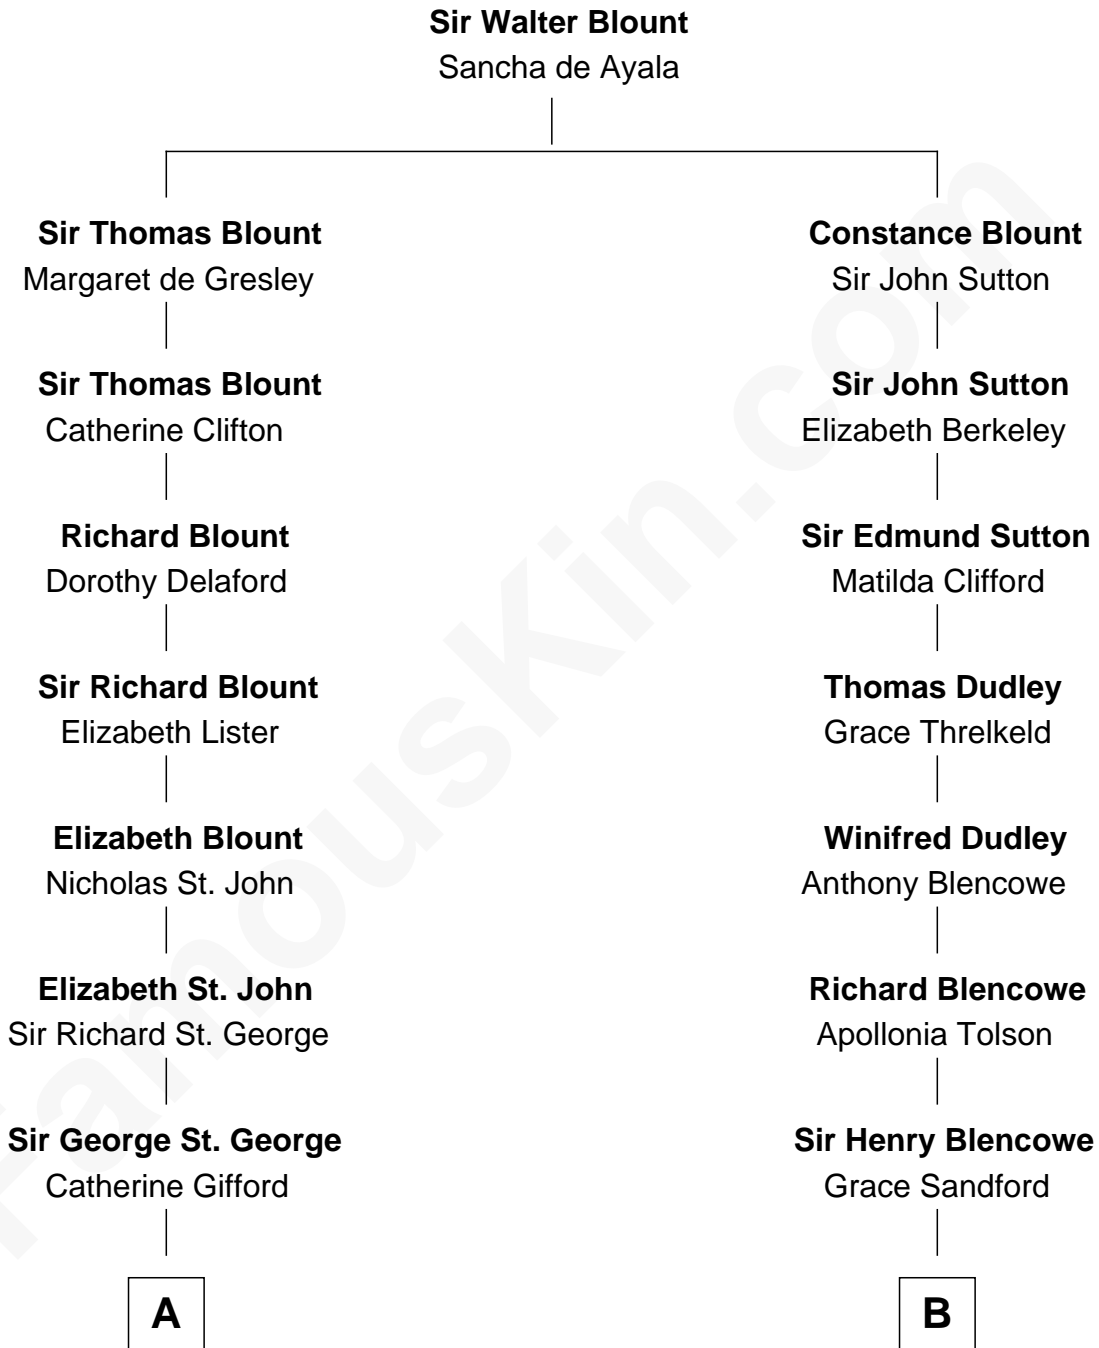 Sir Walter Blount
Sancha de Ayala
Sir Thomas Blount
Margaret de Gresley
Constance Blount
Sir John Sutton
Sir Thomas Blount
Catherine Clifton
Sir John Sutton
Elizabeth Berkeley
Richard Blount
Dorothy Delaford
Sir Edmund Sutton
Matilda Clifford
Sir Richard Blount
Elizabeth Lister
Thomas Dudley
Grace Threlkeld
Elizabeth Blount
Nicholas St. John
Winifred Dudley
Anthony Blencowe
Elizabeth St. John
Sir Richard St. George
Richard Blencowe
Apollonia Tolson
Sir George St. George
Catherine Gifford
Sir Henry Blencowe
Grace Sandford
A
B
FamousKin.com